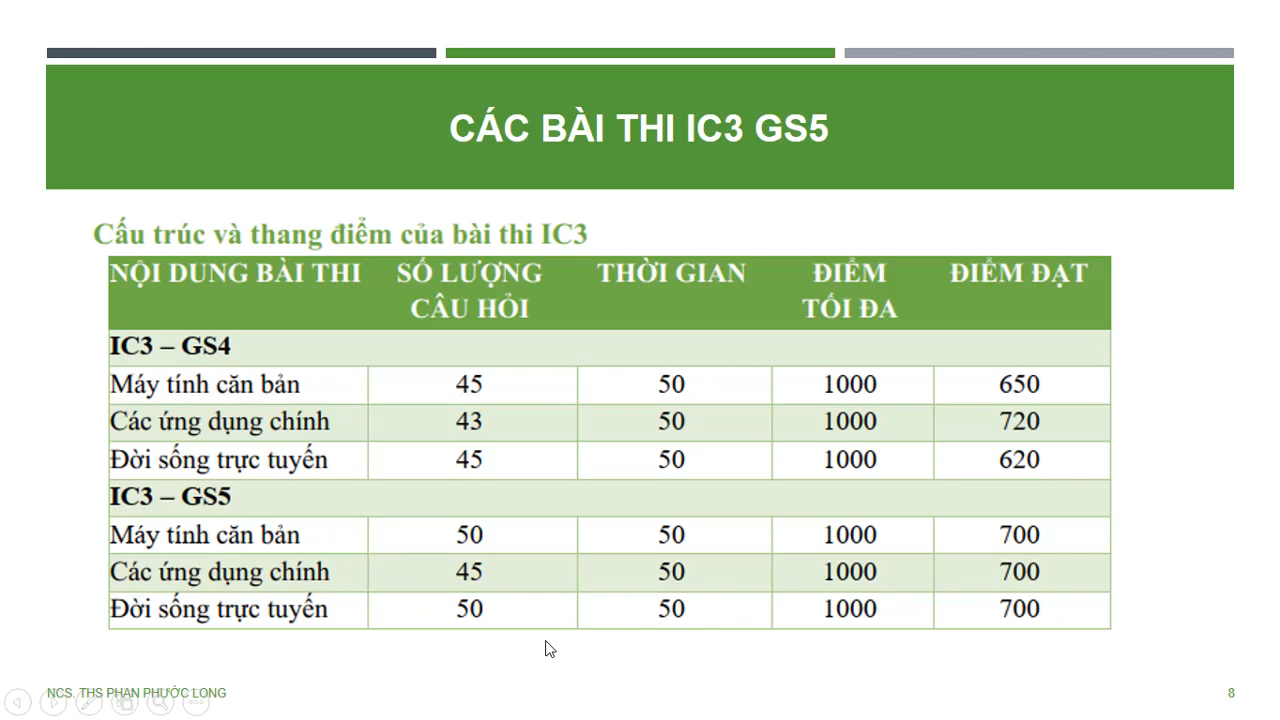 CÁC BÀI THI IC3 GS5
Cấu trúc và thang điểm của bài thi IC3
NỘI DUNG BÀI THI SỐ LƯỢNG CÂU HỎI THỜI GIAN ĐIỂM TỐI ĐA ĐIỂM ĐẠT
IC3 – GS4
Máy tính căn bản 45 50 1000 650
Các ứng dụng chính 43 50 1000 720
Đời sống trực tuyến 45 50 1000 620
IC3 – GS5
Máy tính căn bản 50 50 1000 700
Các ứng dụng chính 45 50 1000 700
Đời sống trực tuyến 50 50 1000 700
NCS. THS PHAN PHƯỚC LONG 8